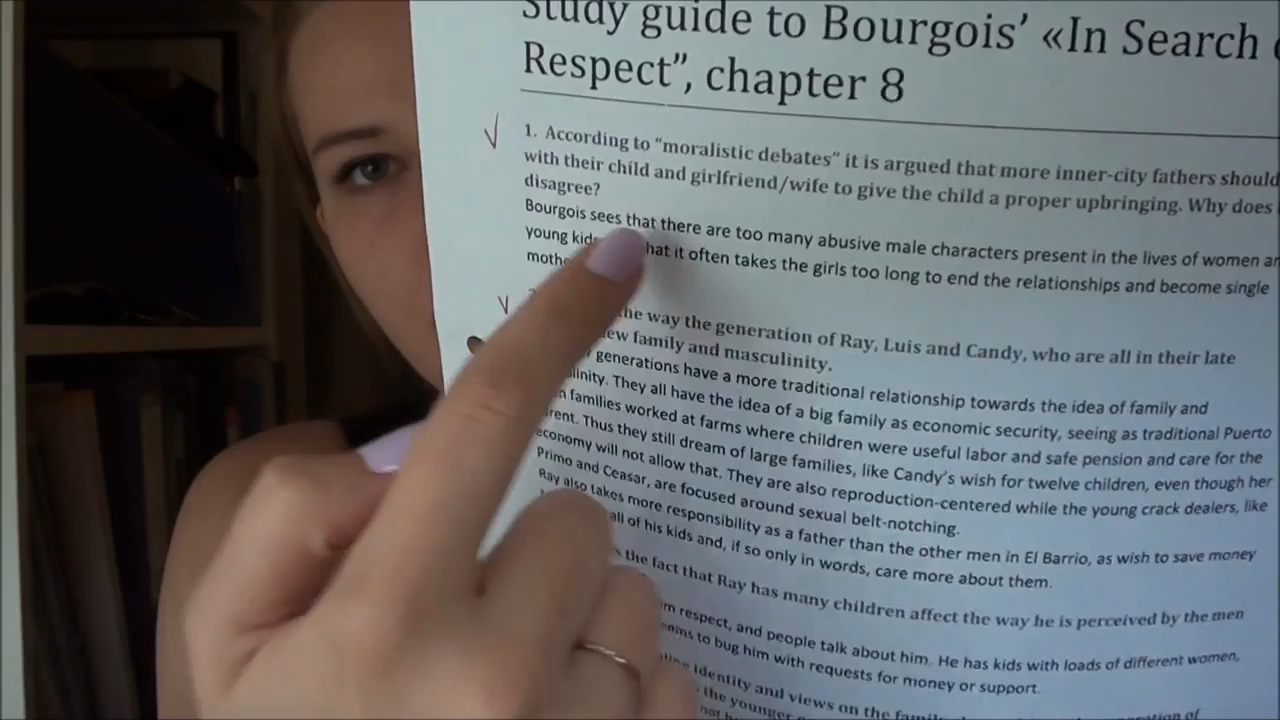 Study guide to Bourgois' «In Search
Respect", chapter 8
1. According to "moralistic debates" it is argued that more inner-city fathers should
with their child and girlfriend/wife to give the child a proper upbringing. Why does
disagree?
Bourgois sees that there are too many abusive male characters present in the lives of women
young that it often takes the girls too long to end the relationships and become single
the way the generation of Ray, Luis and Candy, who are all in their late
family and masculinity.
generations have a more traditional relationship towards the idea of family and
They all have the idea of a big family as economic security, seeing as traditional Puerto
families worked at farms where children were useful labor and safe pension and care for the
Thus they still dream of large families, like Candy's wish for twelve children, even though her
economy will not allow that. They are also reproduction-centered while the young crack dealers, like
Primo and Ceasar, are focused around sexual belt-notching.
Ray also takes more responsibility as a father than the other men in El Barrio, as wish to save money
all of his kids and, if so only in words, care more about them.
the fact that Ray has many children affect the way he is perceived by the men
respect, and people talk about him. He has kids with loads of different women,
to bug him with requests for money or support.
identity and views on the
the younger